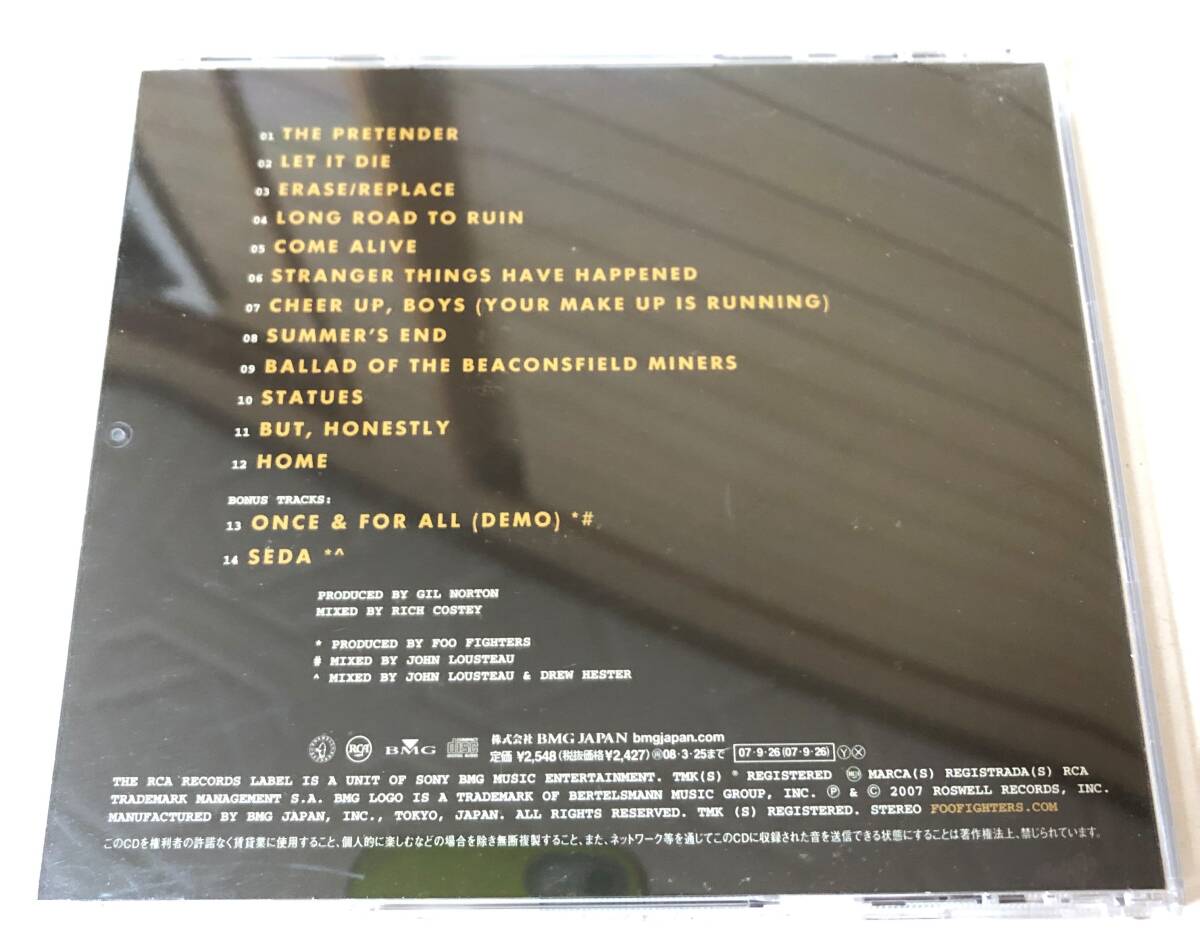 01 THE PRETENDER
02 LET IT DIE
03 ERASE/REPLACE
04 LONG ROAD TO RUIN
05 COME ALIVE
06 STRANGER THINGS HAVE HAPPENED
07 CHEER UP, BOYS (YOUR MAKE UP IS RUNNING)
08 SUMMER'S END
09 BALLAD OF THE BEACONSFIELD MINERS
10 STATUES
11 BUT, HONESTLY
12 HOME
BONUS TRACKS:
13 ONCE & FOR ALL (DEMO) *#
14 SEDA *^
PRODUCED BY GIL NORTON
MIXED BY RICH COSTEY
* PRODUCED BY FOO FIGHTERS
# MIXED BY JOHN LOUSTEAU
^ MIXED BY JOHN LOUSTEAU & DREW HESTER
RCA BMG 株式会社 BMG JAPAN bmgjapan.com
定価 ¥2,548 (税抜価格¥2,427) 08・3・25まで 07・9・26 (07・9・26) Ⓨ Ⓧ
THE RCA RECORDS LABEL IS A UNIT OF SONY BMG MUSIC ENTERTAINMENT. TMK(S) ® REGISTERED MARCA(S) REGISTRADA(S) RCA
TRADEMARK MANAGEMENT S.A. BMG LOGO IS A TRADEMARK OF BERTELSMANN MUSIC GROUP, INC. ℗ & © 2007 ROSWELL RECORDS, INC.
MANUFACTURED BY BMG JAPAN, INC., TOKYO, JAPAN. ALL RIGHTS RESERVED. TMK (S) REGISTERED. STEREO FOOFIGHTERS.COM
このCDを権利者の許諾なく賃貸業に使用すること、個人的に楽しむなどの場合を除き無断複製すること、また、ネットワーク等を通じてこのCDに収録された音を送信できる状態にすることは著作権法上、禁じられています。